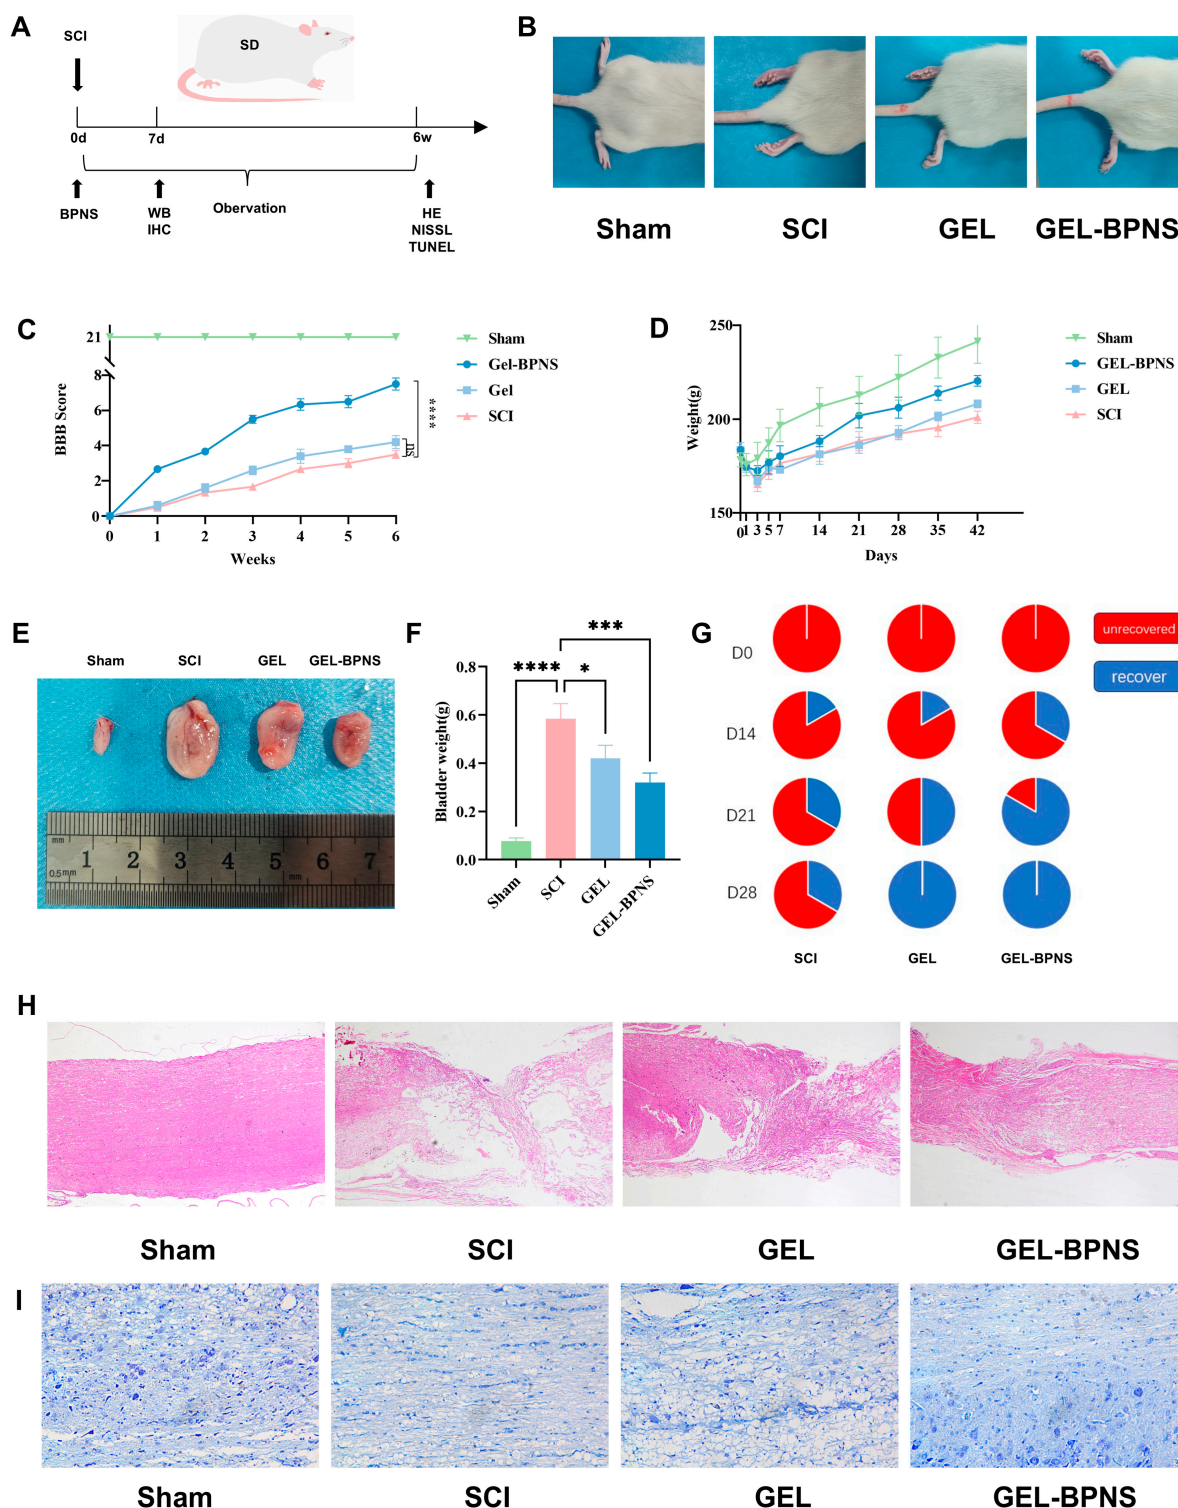 A
SCI
SD
0d
7d
6w
BPNS
WB
IHC
Obervation
HE
NISSL
TUNEL
B
Sham
SCI
GEL
GEL-BPNS
C
BBB Score
21
8
6
4
2
0
0
1
2
3
4
5
6
Weeks
****
ns
Sham
Gel-BPNS
Gel
SCI
D
Weight(g)
250
200
150
0
1
3
5
7
14
21
28
35
42
Days
Sham
GEL-BPNS
GEL
SCI
E
Sham
SCI
GEL
GEL-BPNS
mm
1
2
3
4
5
6
7
0.5mm
F
Bladder weight(g)
0.8
0.6
0.4
0.2
0.0
****
*
***
Sham
SCI
GEL
GEL-BPNS
G
D0
D14
D21
D28
SCI
GEL
GEL-BPNS
unrecovered
recover
H
Sham
SCI
GEL
GEL-BPNS
I
Sham
SCI
GEL
GEL-BPNS